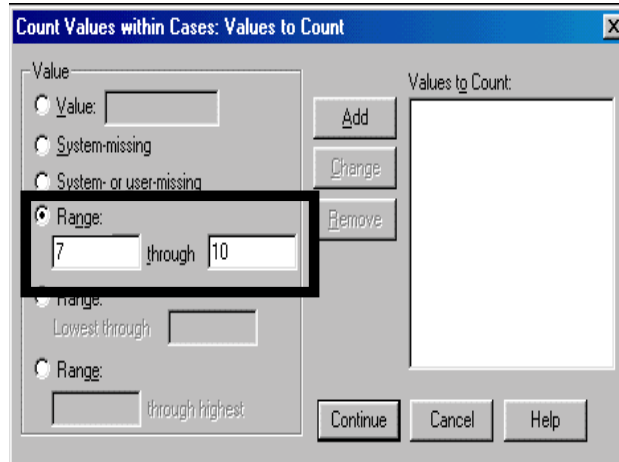 Count Values within Cases: Values to Count
Value
Value:
System-missing
System- or user-missing
Range:
7 through 10
Range:
Lowest through
Range:
through highest
Add
Change
Remove
Values to Count:
Continue Cancel Help